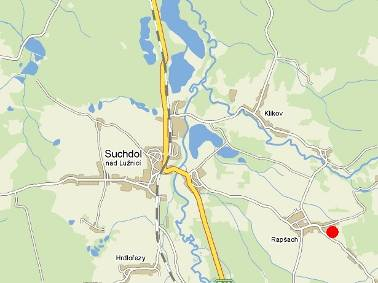 Klikov
Suchdol
nad Lužnicí
Rapšach
Hrdlořezy